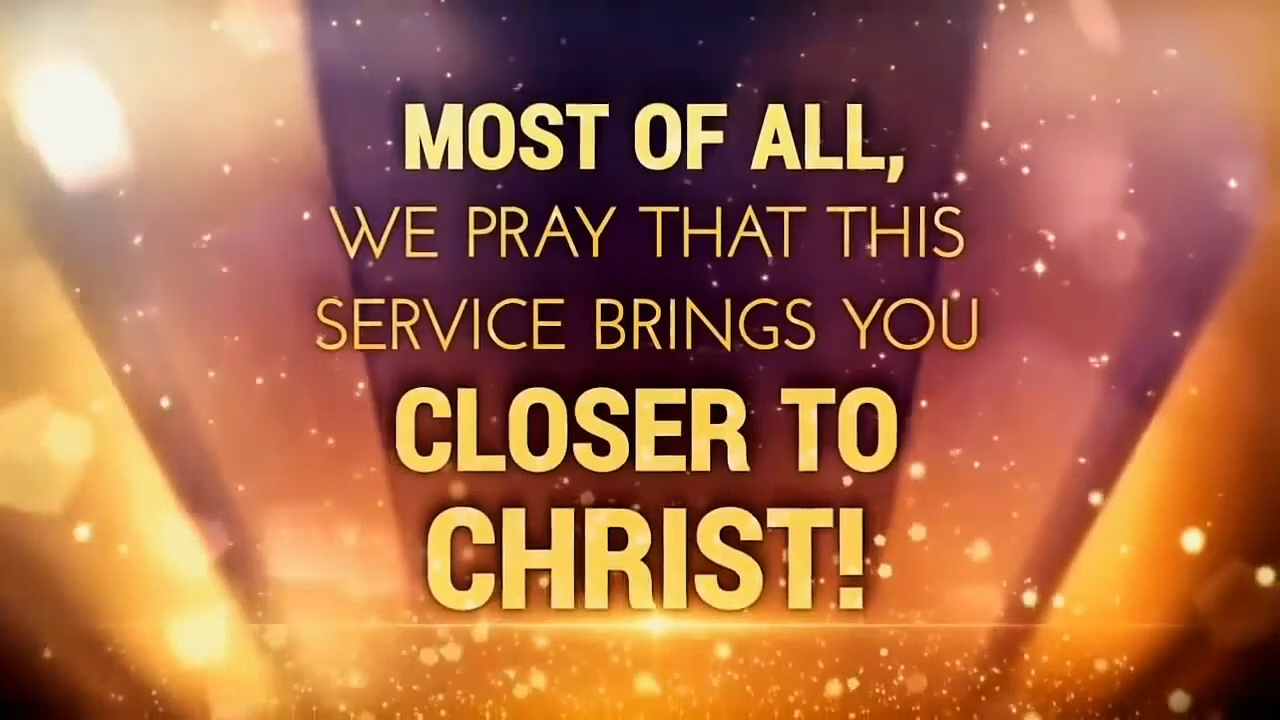 MOST OF ALL,
WE PRAY THAT THIS
SERVICE BRINGS YOU
CLOSER TO
CHRIST!